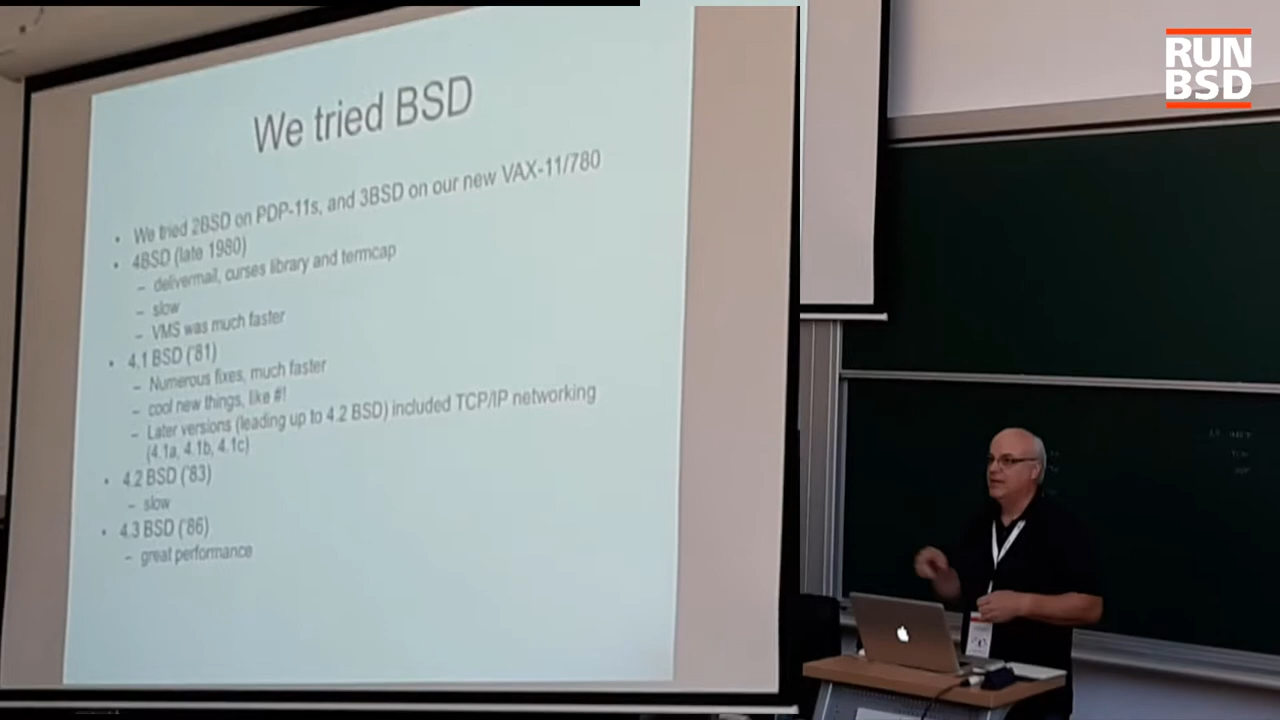 We tried BSD
• We tried 2BSD on PDP-11s, and 3BSD on our new VAX-11/780
• 4BSD (late 1980)
– delivermail, curses library and termcap
– slow
– VMS was much faster
• 4.1 BSD ('81)
– Numerous fixes, much faster
– cool new things, like #!
– Later versions (leading up to 4.2 BSD) included TCP/IP networking
(4.1a, 4.1b, 4.1c)
• 4.2 BSD ('83)
– slow
• 4.3 BSD ('86)
– great performance
RUN
BSD